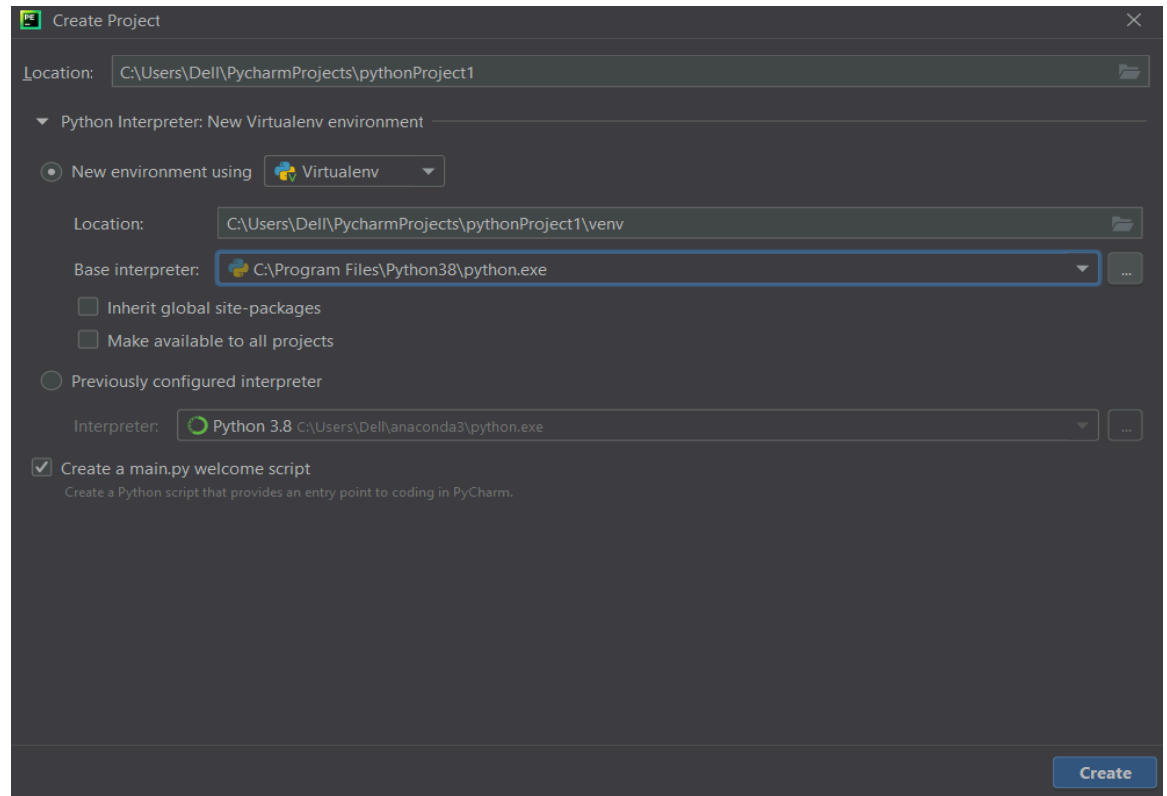 PE Create Project
Location: C:\Users\Dell\PycharmProjects\pythonProject1
Python Interpreter: New Virtualenv environment
New environment using Virtualenv
Location: C:\Users\Dell\PycharmProjects\pythonProject1\venv
Base interpreter: C:\Program Files\Python38\python.exe ...
Inherit global site-packages
Make available to all projects
Previously configured interpreter
Interpreter: Python 3.8 C:\Users\Dell\anaconda3\python.exe ...
Create a main.py welcome script
Create a Python script that provides an entry point to coding in PyCharm.
Create